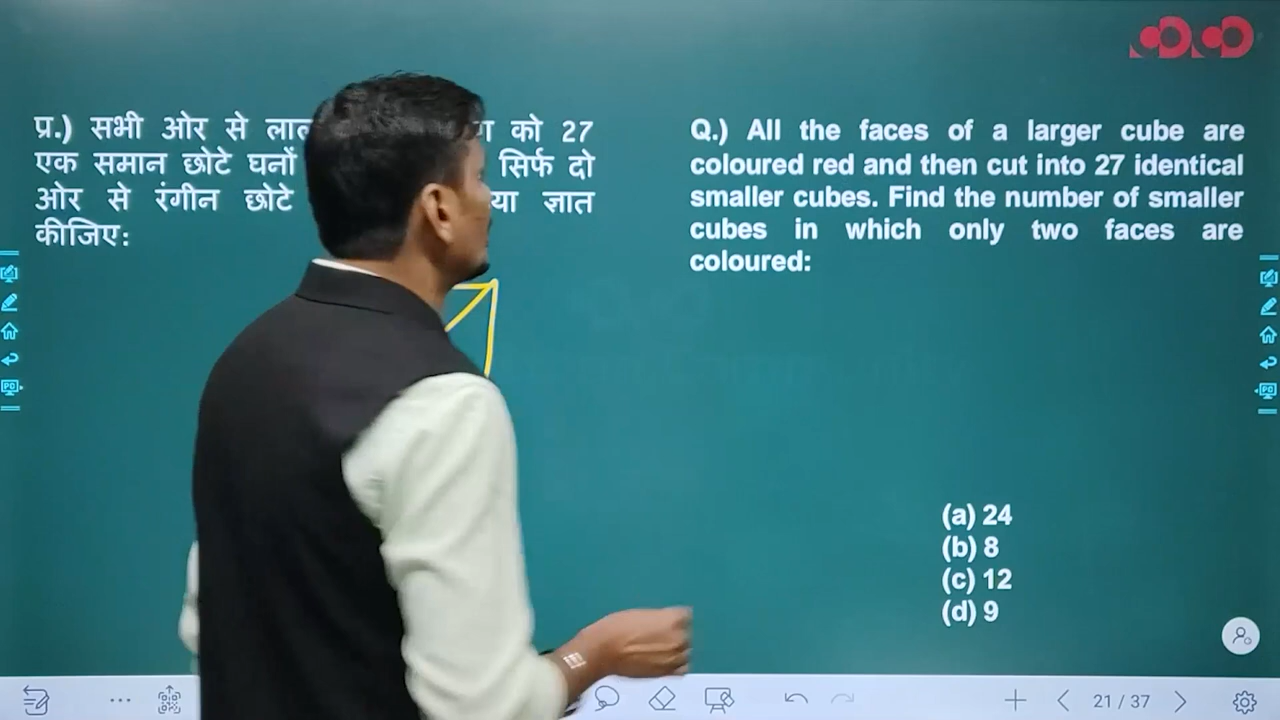 प्र.) सभी ओर से को 27
एक समान छोटे घनों सिर्फ दो
ओर से रंगीन छोटे ज्ञात
कीजिए:
Q.) All the faces of a larger cube are
coloured red and then cut into 27 identical
smaller cubes. Find the number of smaller
cubes in which only two faces are
coloured:
(a) 24
(b) 8
(c) 12
(d) 9
21 / 37